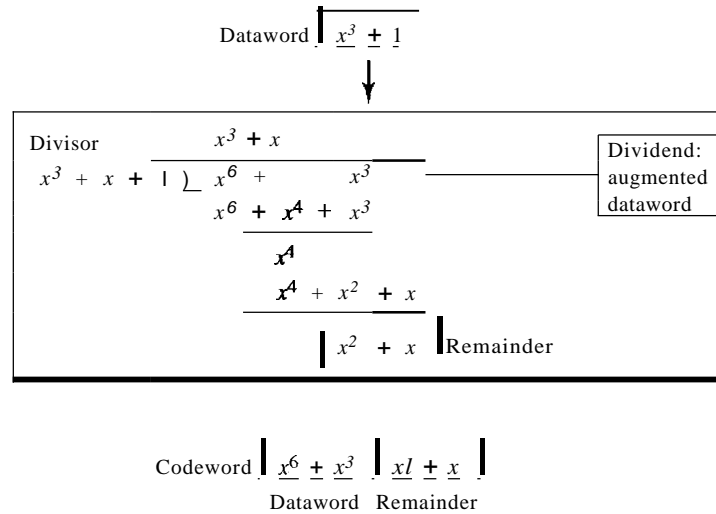 Dataword x³ + 1
x³ + x
Divisor
x³ + x + 1 ) x⁶ + x³
Dividend:
augmented
dataword
x⁶ + x⁴ + x³
x⁴
x⁴ + x² + x
x² + x Remainder
Codeword x⁶ + x³ xl + x
Dataword Remainder